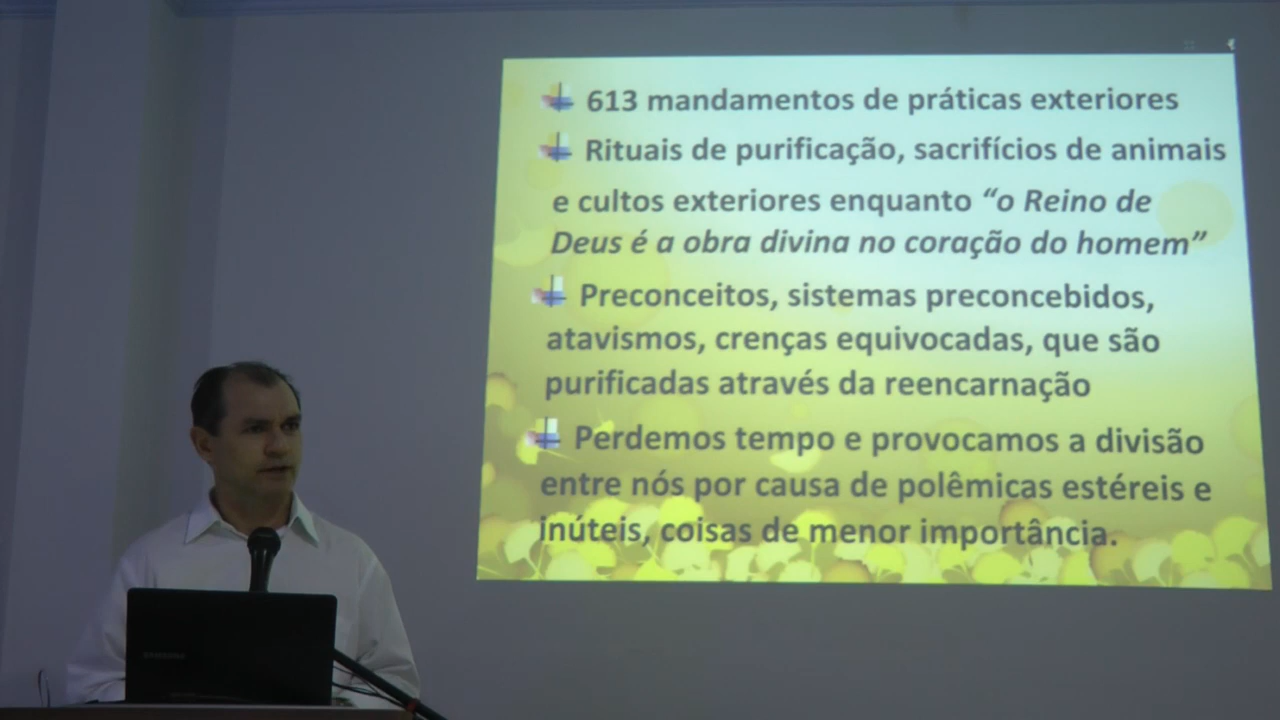 613 mandamentos de práticas exteriores
Rituais de purificação, sacrifícios de animais
e cultos exteriores enquanto “o Reino de
Deus é a obra divina no coração do homem”
Preconceitos, sistemas preconcebidos,
atavismos, crenças equivocadas, que são
purificadas através da reencarnação
Perdemos tempo e provocamos a divisão
entre nós por causa de polêmicas estéreis e
inúteis, coisas de menor importância.
SAMSUNG